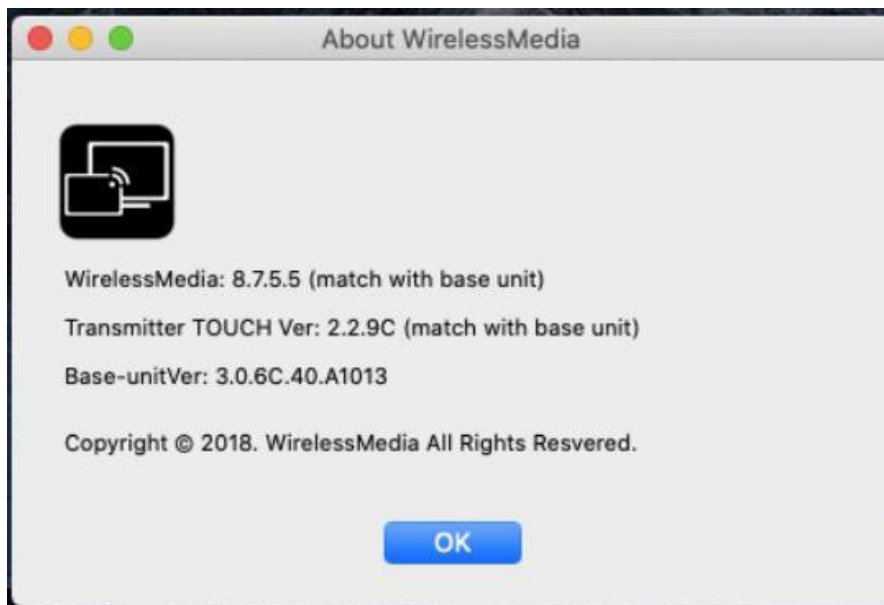 About WirelessMedia
WirelessMedia: 8.7.5.5 (match with base unit)
Transmitter TOUCH Ver: 2.2.9C (match with base unit)
Base-unitVer: 3.0.6C.40.A1013
Copyright © 2018. WirelessMedia All Rights Resvered.
OK